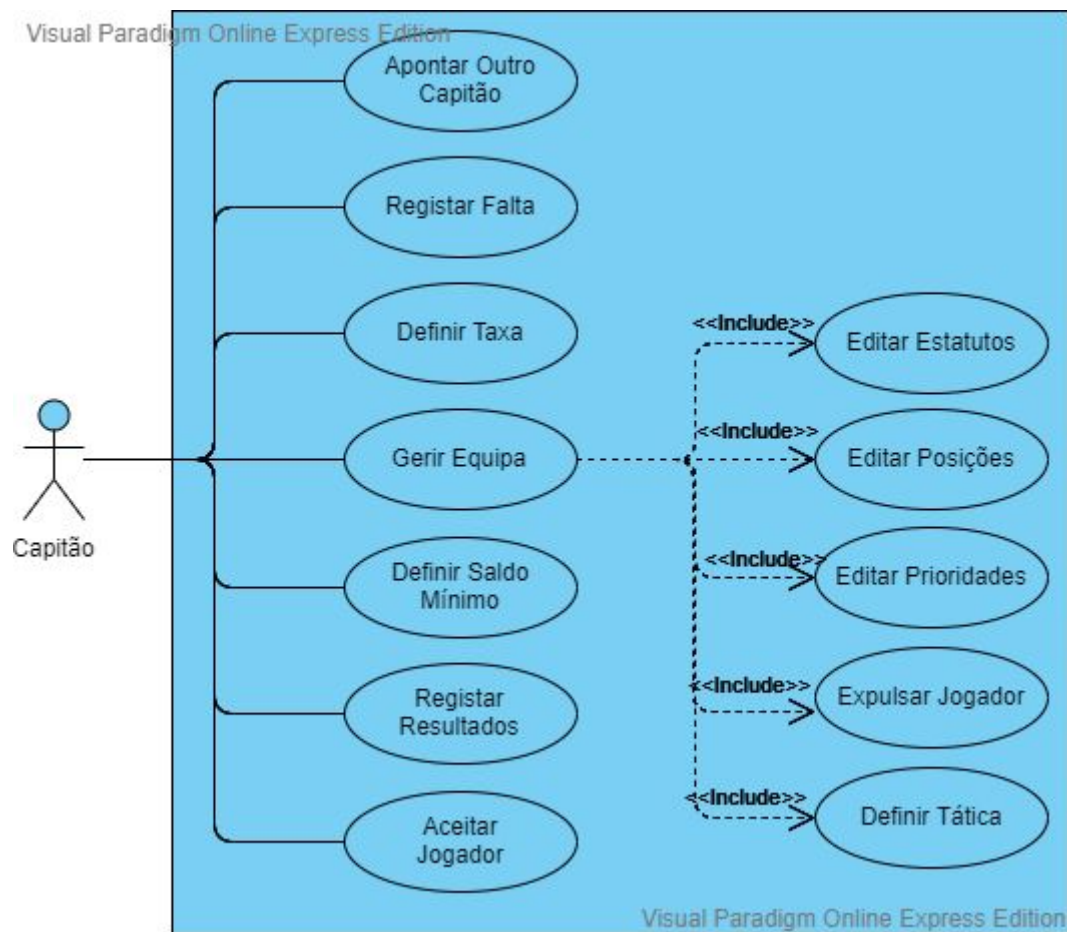 Visual Paradigm Online Express Edition
Apontar Outro
Capitão
Registar Falta
Definir Taxa
<<Include>>
Editar Estatutos
<<Include>>
Gerir Equipa
Editar Posições
Capitão
<<Include>>
Definir Saldo
Mínimo
Editar Prioridades
<<Include>>
Registar
Resultados
Expulsar Jogador
<<Include>>
Aceitar
Jogador
Definir Tática
Visual Paradigm Online Express Edition